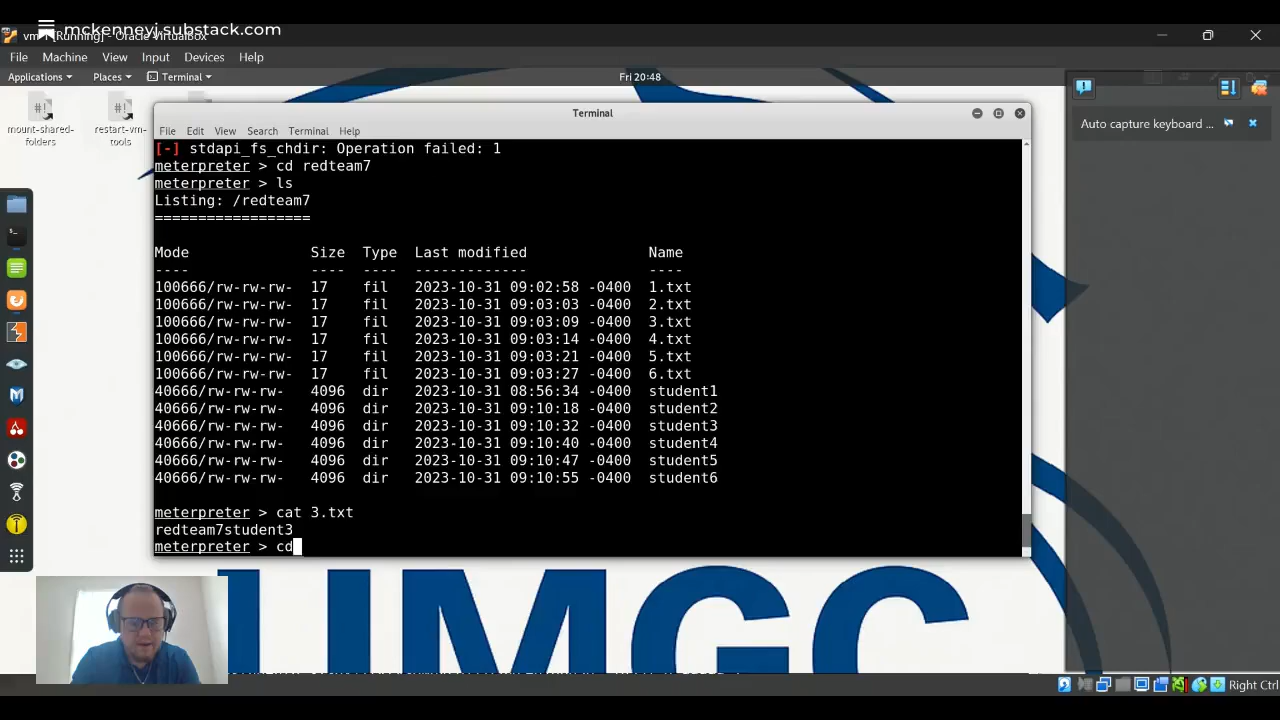 mckenneyj.substack.com
vm-1 [Running] - Oracle VirtualBox
File Machine View Input Devices Help
Applications Places Terminal Fri 20:48
mount-shared-folders
restart-vm-tools
Auto capture keyboard ...
Terminal
File Edit View Search Terminal Help
[-] stdapi_fs_chdir: Operation failed: 1
meterpreter > cd redteam7
meterpreter > ls
Listing: /redteam7
==================
Mode Size Type Last modified Name
---- ---- ---- ------------- ----
100666/rw-rw-rw- 17 fil 2023-10-31 09:02:58 -0400 1.txt
100666/rw-rw-rw- 17 fil 2023-10-31 09:03:03 -0400 2.txt
100666/rw-rw-rw- 17 fil 2023-10-31 09:03:09 -0400 3.txt
100666/rw-rw-rw- 17 fil 2023-10-31 09:03:14 -0400 4.txt
100666/rw-rw-rw- 17 fil 2023-10-31 09:03:21 -0400 5.txt
100666/rw-rw-rw- 17 fil 2023-10-31 09:03:27 -0400 6.txt
40666/rw-rw-rw- 4096 dir 2023-10-31 08:56:34 -0400 student1
40666/rw-rw-rw- 4096 dir 2023-10-31 09:10:18 -0400 student2
40666/rw-rw-rw- 4096 dir 2023-10-31 09:10:32 -0400 student3
40666/rw-rw-rw- 4096 dir 2023-10-31 09:10:40 -0400 student4
40666/rw-rw-rw- 4096 dir 2023-10-31 09:10:47 -0400 student5
40666/rw-rw-rw- 4096 dir 2023-10-31 09:10:55 -0400 student6
meterpreter > cat 3.txt
redteam7student3
meterpreter > cd
UMGC
Right Ctrl